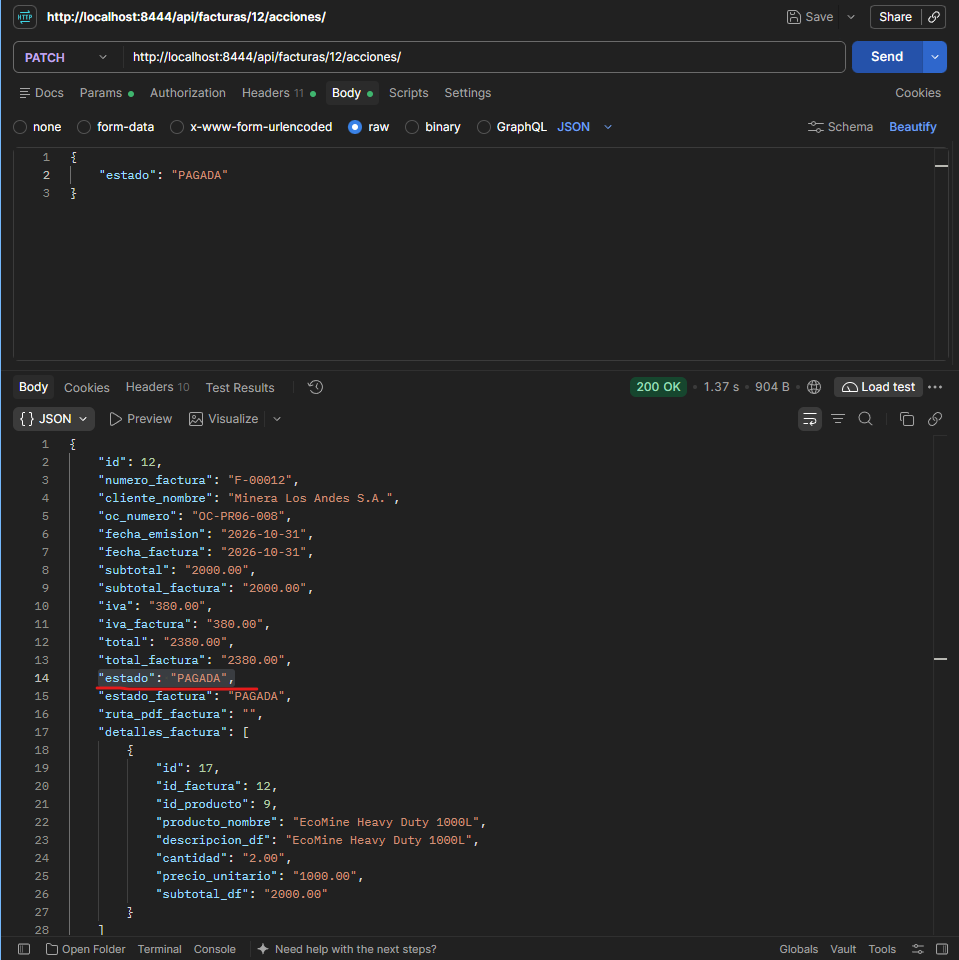 HTTP http://localhost:8444/api/facturas/12/acciones/ Save Share
PATCH http://localhost:8444/api/facturas/12/acciones/ Send
Docs Params Authorization Headers 11 Body Scripts Settings Cookies
none form-data x-www-form-urlencoded raw binary GraphQL JSON Schema Beautify
1 {
2 "estado": "PAGADA"
3 }
Body Cookies Headers 10 Test Results 200 OK • 1.37 s • 904 B • Load test
{} JSON Preview Visualize
1 {
2 "id": 12,
3 "numero_factura": "F-00012",
4 "cliente_nombre": "Minera Los Andes S.A.",
5 "oc_numero": "OC-PR06-008",
6 "fecha_emision": "2026-10-31",
7 "fecha_factura": "2026-10-31",
8 "subtotal": "2000.00",
9 "subtotal_factura": "2000.00",
10 "iva": "380.00",
11 "iva_factura": "380.00",
12 "total": "2380.00",
13 "total_factura": "2380.00",
14 "estado": "PAGADA",
15 "estado_factura": "PAGADA",
16 "ruta_pdf_factura": "",
17 "detalles_factura": [
18 {
19 "id": 17,
20 "id_factura": 12,
21 "id_producto": 9,
22 "producto_nombre": "EcoMine Heavy Duty 1000L",
23 "descripcion_df": "EcoMine Heavy Duty 1000L",
24 "cantidad": "2.00",
25 "precio_unitario": "1000.00",
26 "subtotal_df": "2000.00"
27 }
28 ]
Open Folder Terminal Console Need help with the next steps? Globals Vault Tools